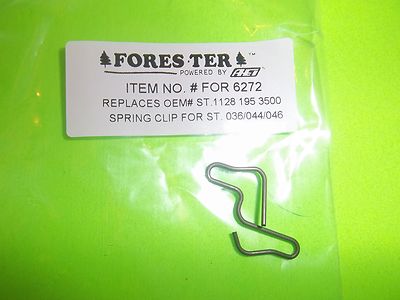 FORES TER™
POWERED BY
ITEM NO. # FOR 6272
REPLACES OEM# ST.1128 195 3500
SPRING CLIP FOR ST. 036/044/046